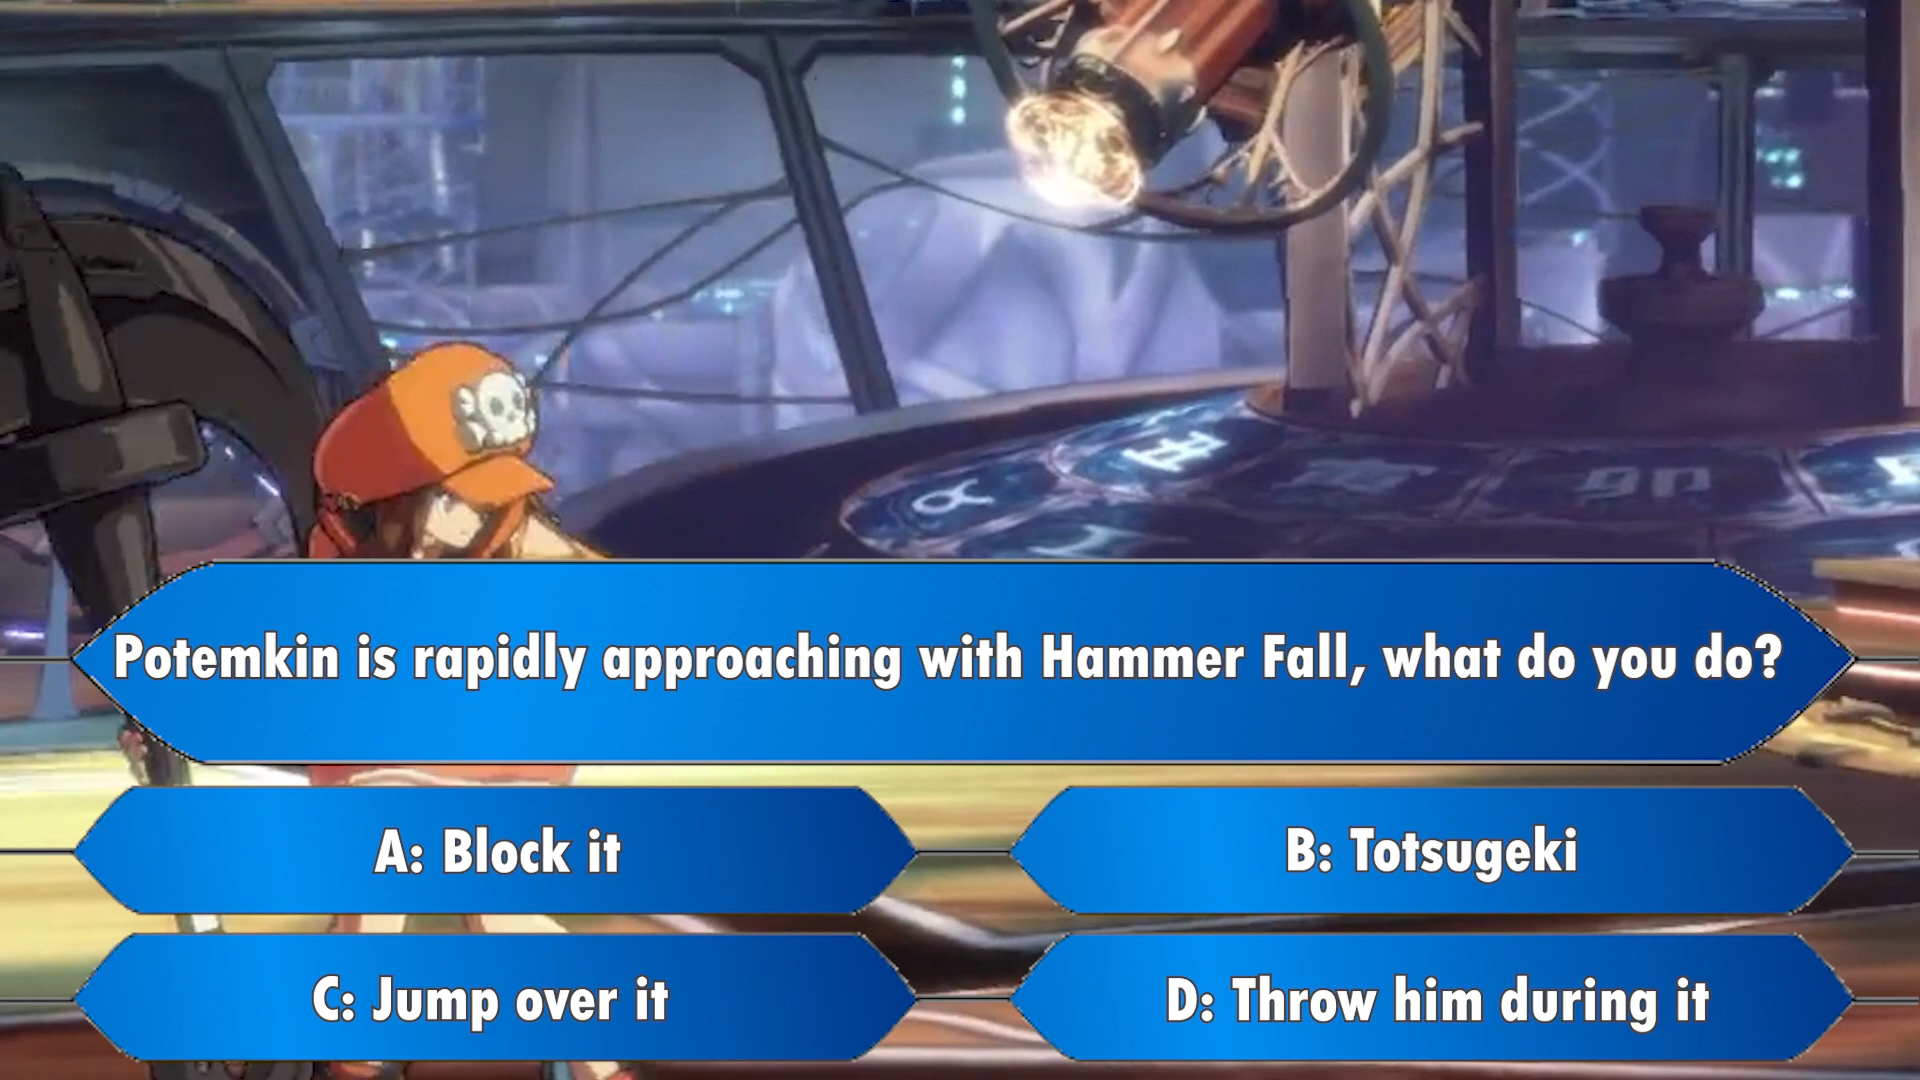 Potemkin is rapidly approaching with Hammer Fall, what do you do?
A: Block it
B: Totsugeki
C: Jump over it
D: Throw him during it